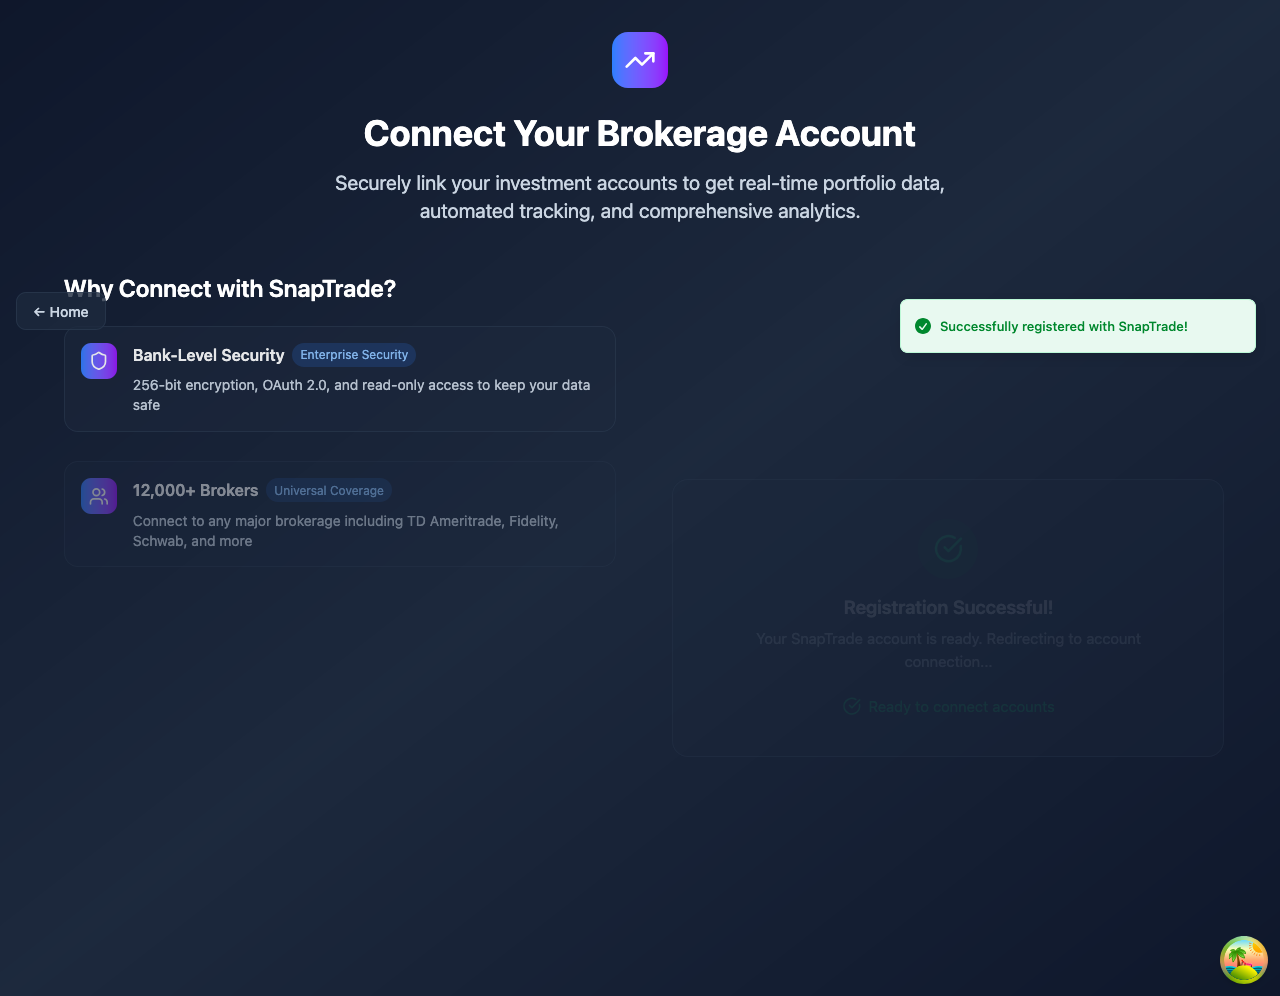 Connect Your Brokerage Account
Securely link your investment accounts to get real-time portfolio data,
automated tracking, and comprehensive analytics.
Why Connect with SnapTrade?
← Home
Bank-Level Security Enterprise Security
256-bit encryption, OAuth 2.0, and read-only access to keep your data
safe
12,000+ Brokers Universal Coverage
Connect to any major brokerage including TD Ameritrade, Fidelity,
Schwab, and more
Successfully registered with SnapTrade!
Registration Successful!
Your SnapTrade account is ready. Redirecting to account
connection...
Ready to connect accounts